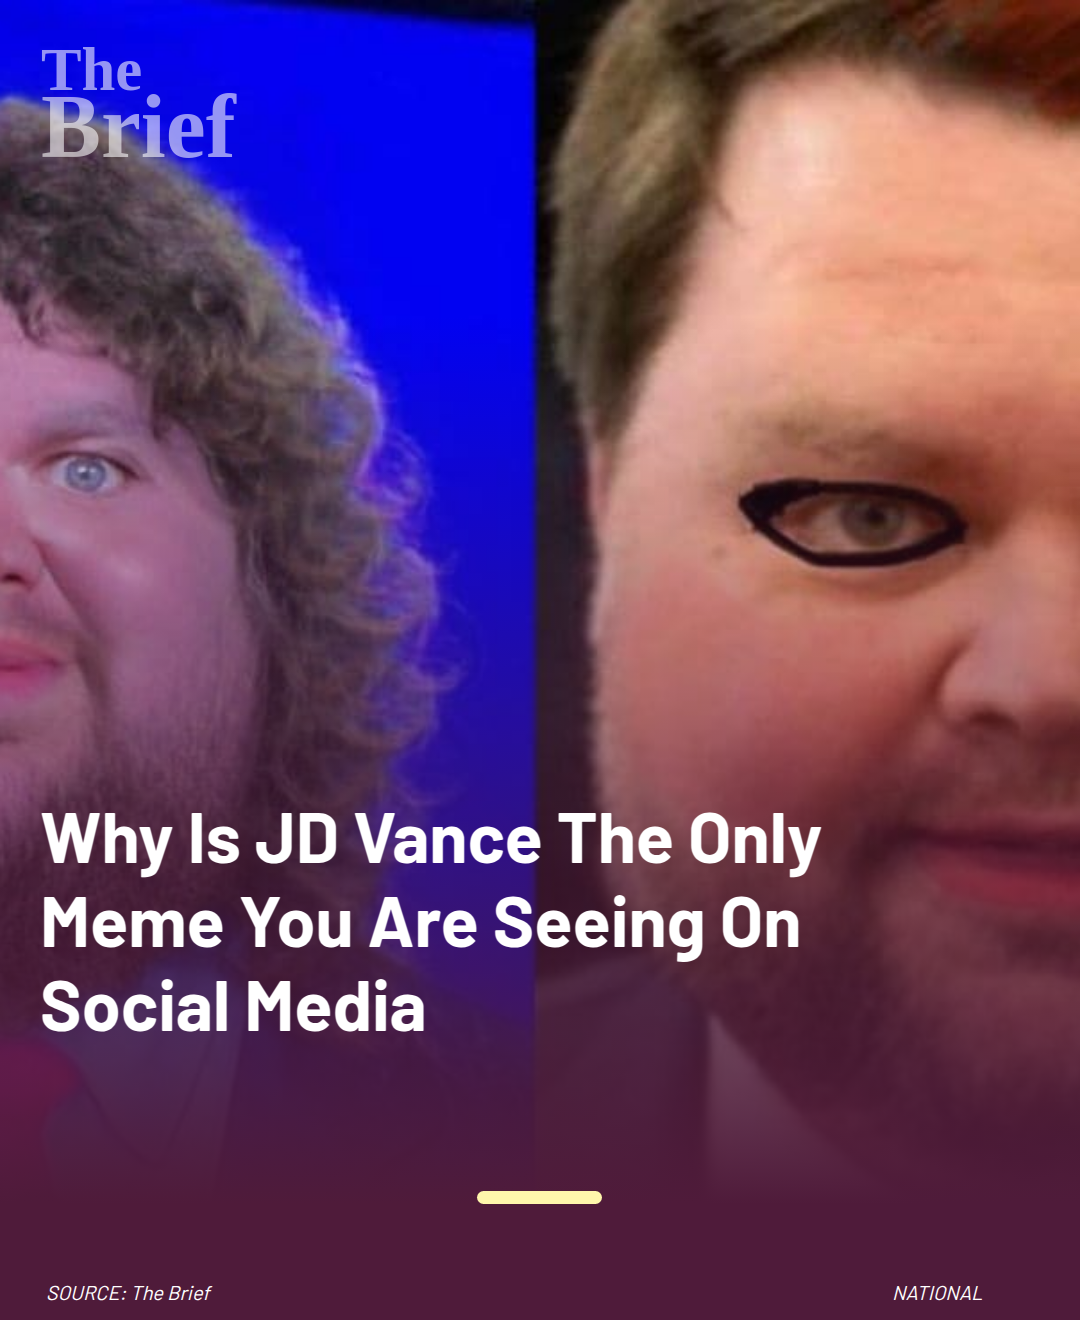 The
Brief
Why Is JD Vance The Only
Meme You Are Seeing On
Social Media
SOURCE: The Brief
NATIONAL